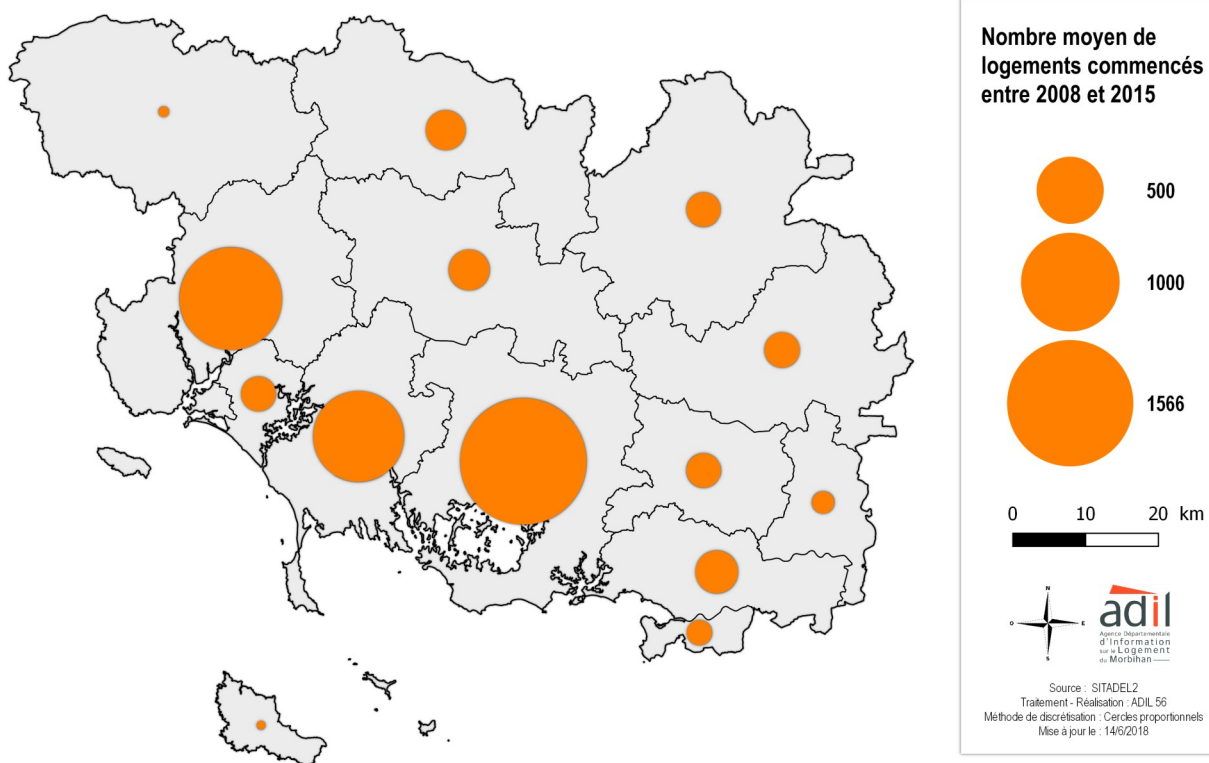 Nombre moyen de
logements commencés
entre 2008 et 2015
500
1000
1566
0 10 20 km
N
O E
S
adil
Agence Départementale
d'Information
sur le Logement
du Morbihan
Source : SITADEL2
Traitement - Réalisation : ADIL 56
Méthode de discrétisation : Cercles proportionnels
Mise à jour le : 14/6/2018